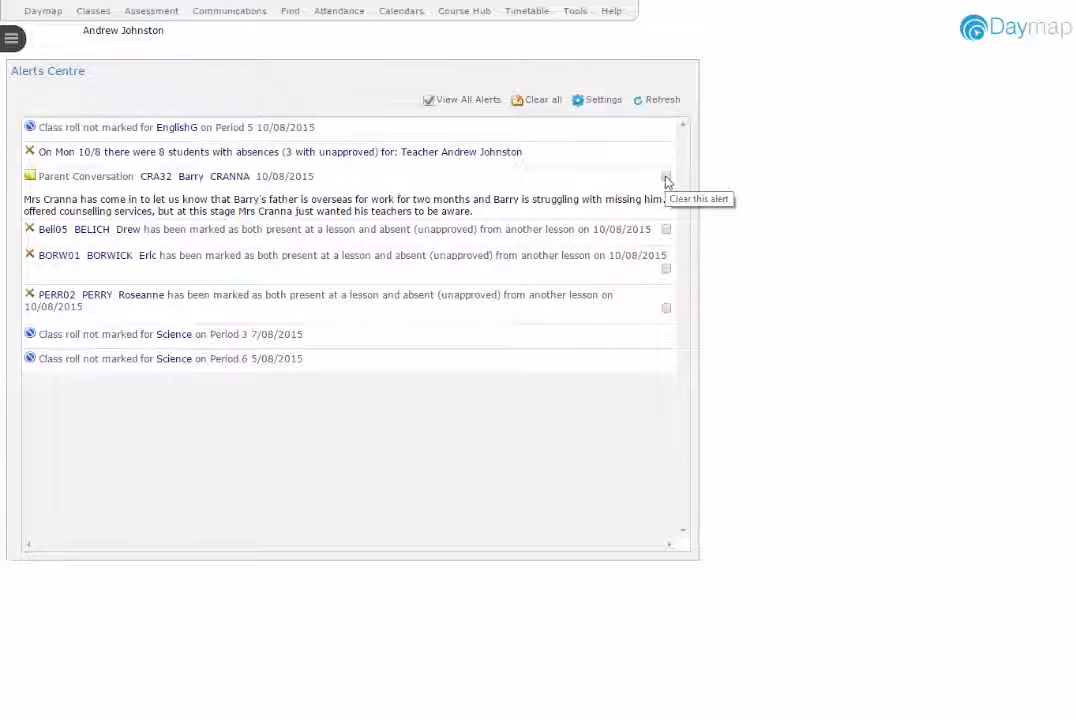 Daymap Classes Assessment Communications Find Attendance Calendars Course Hub Timetable Tools Help
Andrew Johnston
Daymap
Alerts Centre
View All Alerts Clear all Settings Refresh
Class roll not marked for EnglishG on Period 5 10/08/2015
On Mon 10/8 there were 8 students with absences (3 with unapproved) for: Teacher Andrew Johnston
Parent Conversation CRA32 Barry CRANNA 10/08/2015
Clear this alert
Mrs Cranna has come in to let us know that Barry's father is overseas for work for two months and Barry is struggling with missing him.
offered counselling services, but at this stage Mrs Cranna just wanted his teachers to be aware.
Beli05 BELICH Drew has been marked as both present at a lesson and absent (unapproved) from another lesson on 10/08/2015
BORW01 BORWICK Eric has been marked as both present at a lesson and absent (unapproved) from another lesson on 10/08/2015
PERR02 PERRY Roseanne has been marked as both present at a lesson and absent (unapproved) from another lesson on
10/08/2015
Class roll not marked for Science on Period 3 7/08/2015
Class roll not marked for Science on Period 6 5/08/2015